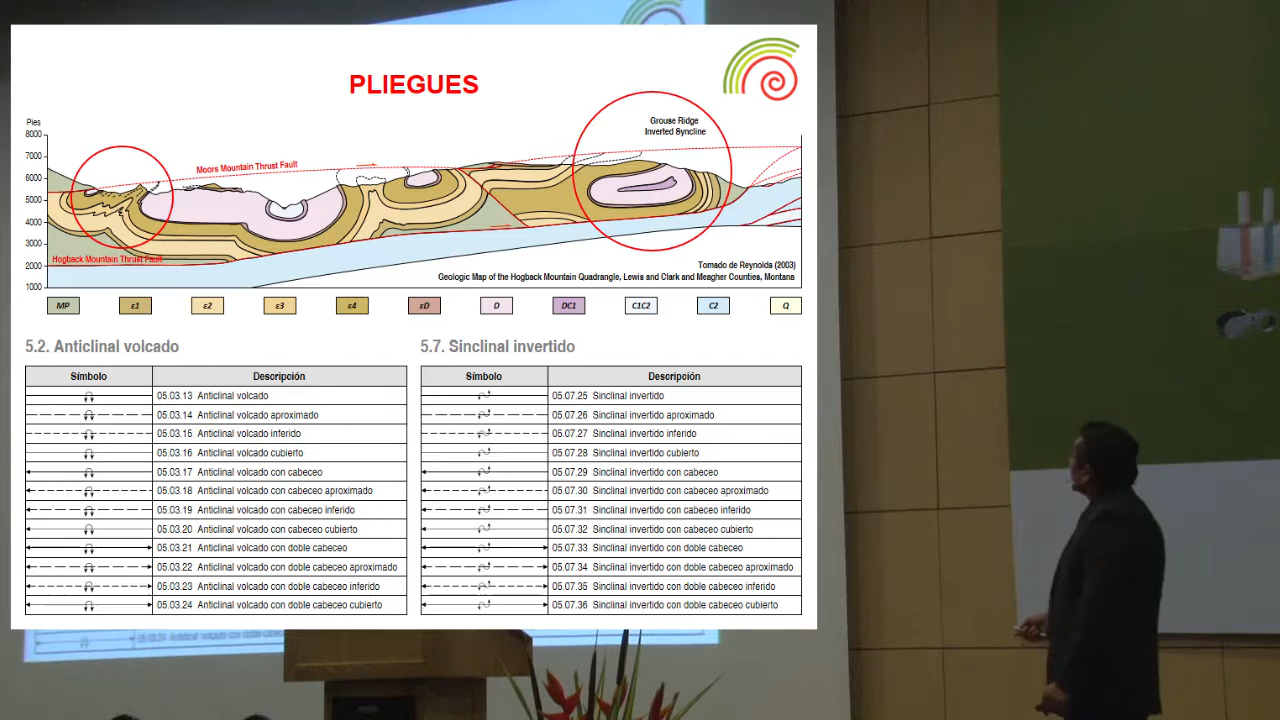 PLIEGUES
Pies
8000
7000
6000
5000
4000
3000
2000
1000
Moors Mountain Thrust Fault
Grouse Ridge
Inverted Syncline
Hogback Mountain Thrust Fault
Tomado de Reynolds (2003)
Geologic Map of the Hogback Mountain Quadrangle, Lewis and Clark and Meagher Counties, Montana
MP ε1 ε2 ε3 ε4 εD D DC1 C1C2 C2 Q
5.2. Anticlinal volcado
Símbolo Descripción
05.03.13 Anticlinal volcado
05.03.14 Anticlinal volcado aproximado
05.03.15 Anticlinal volcado inferido
05.03.16 Anticlinal volcado cubierto
05.03.17 Anticlinal volcado con cabeceo
05.03.18 Anticlinal volcado con cabeceo aproximado
05.03.19 Anticlinal volcado con cabeceo inferido
05.03.20 Anticlinal volcado con cabeceo cubierto
05.03.21 Anticlinal volcado con doble cabeceo
05.03.22 Anticlinal volcado con doble cabeceo aproximado
05.03.23 Anticlinal volcado con doble cabeceo inferido
05.03.24 Anticlinal volcado con doble cabeceo cubierto
5.7. Sinclinal invertido
Símbolo Descripción
05.07.25 Sinclinal invertido
05.07.26 Sinclinal invertido aproximado
05.07.27 Sinclinal invertido inferido
05.07.28 Sinclinal invertido cubierto
05.07.29 Sinclinal invertido con cabeceo
05.07.30 Sinclinal invertido con cabeceo aproximado
05.07.31 Sinclinal invertido con cabeceo inferido
05.07.32 Sinclinal invertido con cabeceo cubierto
05.07.33 Sinclinal invertido con doble cabeceo
05.07.34 Sinclinal invertido con doble cabeceo aproximado
05.07.35 Sinclinal invertido con doble cabeceo inferido
05.07.36 Sinclinal invertido con doble cabeceo cubierto